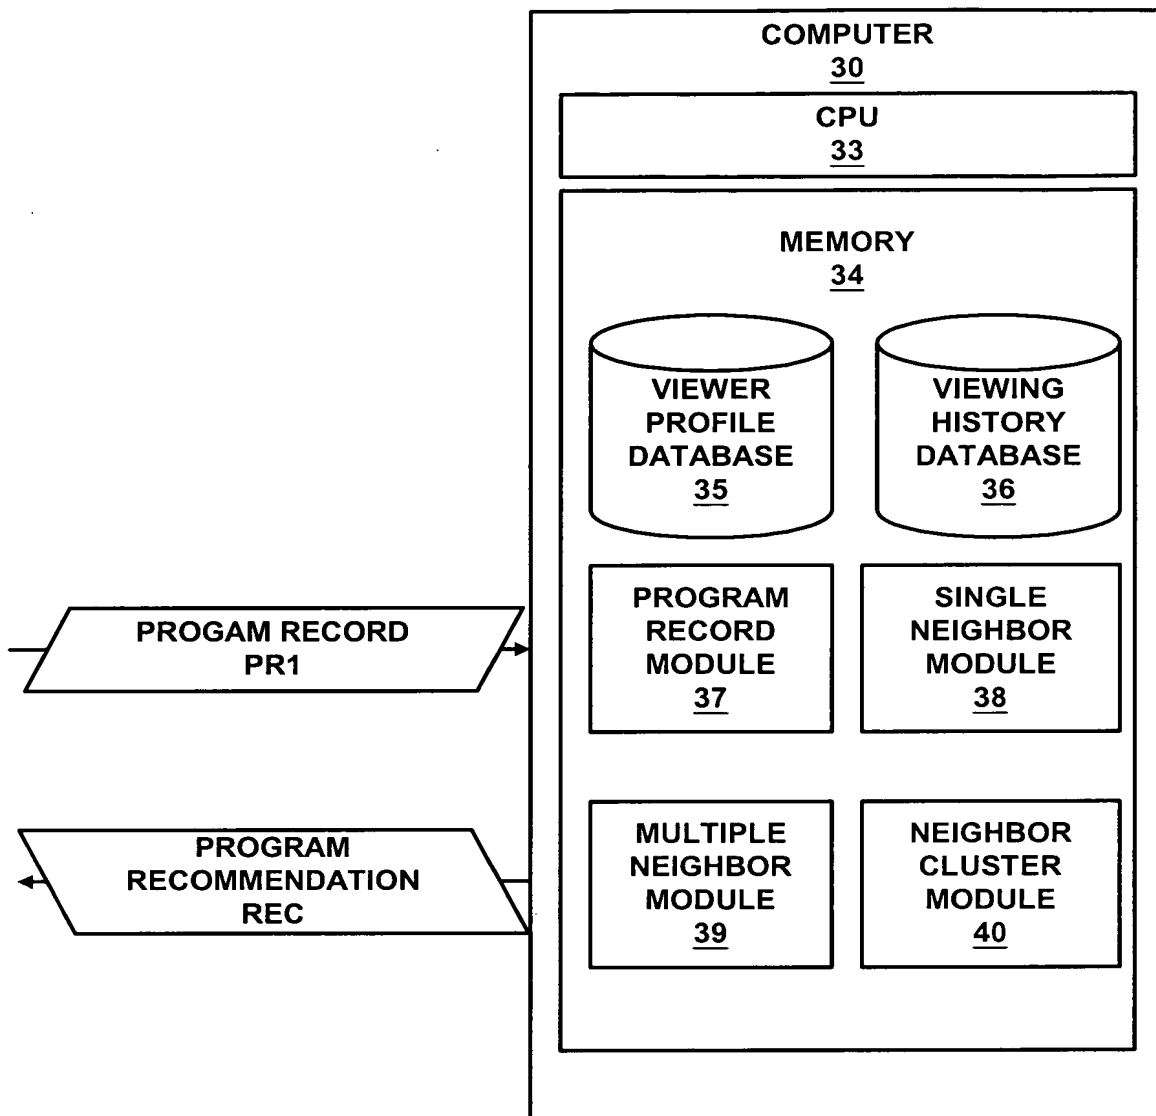 COMPUTER
30
CPU
33
MEMORY
34
VIEWER
PROFILE
DATABASE
35
VIEWING
HISTORY
DATABASE
36
PROGRAM
RECORD
MODULE
37
SINGLE
NEIGHBOR
MODULE
38
PROGAM RECORD
PR1
MULTIPLE
NEIGHBOR
MODULE
39
NEIGHBOR
CLUSTER
MODULE
40
PROGRAM
RECOMMENDATION
REC